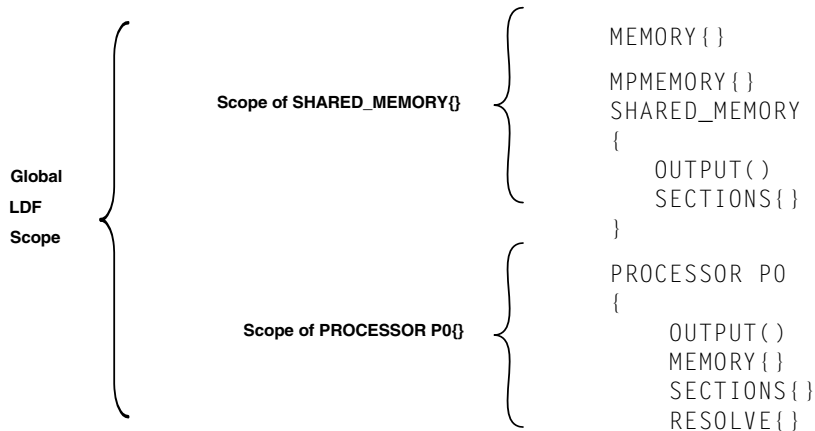 Global
LDF
Scope
Scope of SHARED_MEMORY{}
MEMORY{}
MPMEMORY{}
SHARED_MEMORY
{
OUTPUT()
SECTIONS{}
}
Scope of PROCESSOR P0{}
PROCESSOR P0
{
OUTPUT()
MEMORY{}
SECTIONS{}
RESOLVE{}